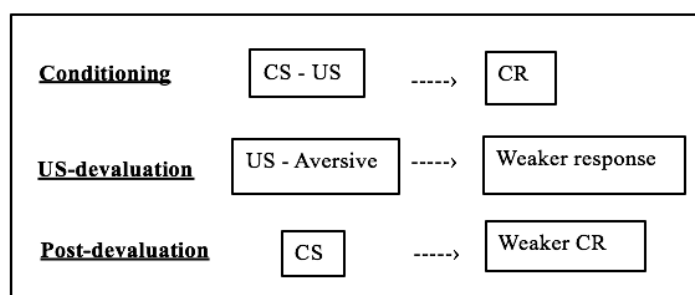 Conditioning CS - US -----› CR
US-devaluation US - Aversive -----› Weaker response
Post-devaluation CS -----› Weaker CR